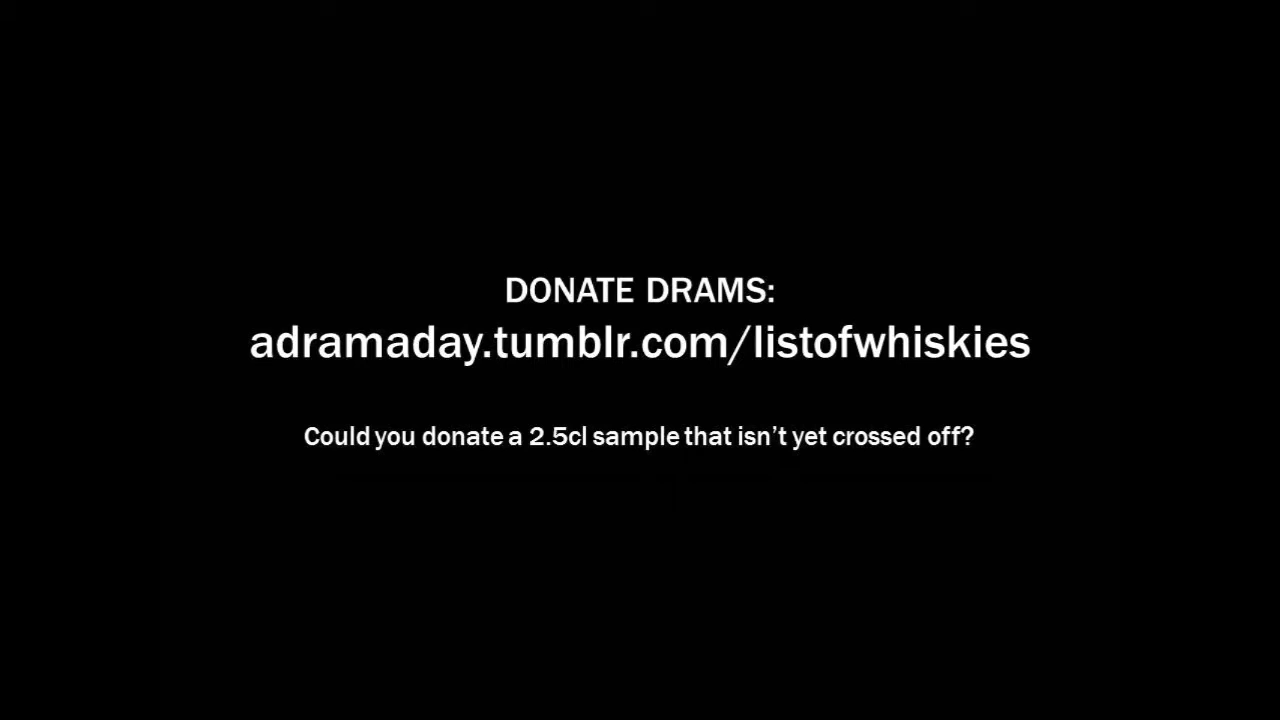 DONATE DRAMS:
adramaday.tumblr.com/listofwhiskies
Could you donate a 2.5cl sample that isn’t yet crossed off?